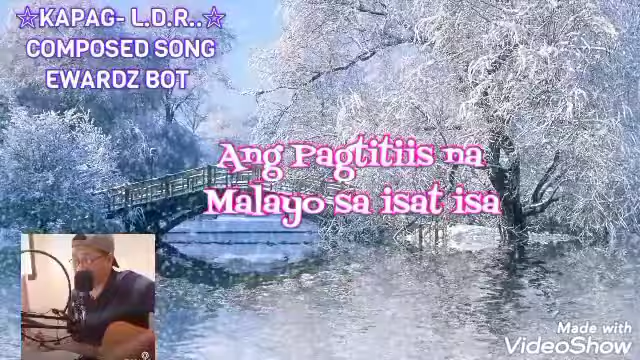 ☆KAPAG- L.D.R..☆
COMPOSED SONG
EWARDZ BOT
Ang Pagtitiis na
Malayo sa isat isa
Made with
VideoShow